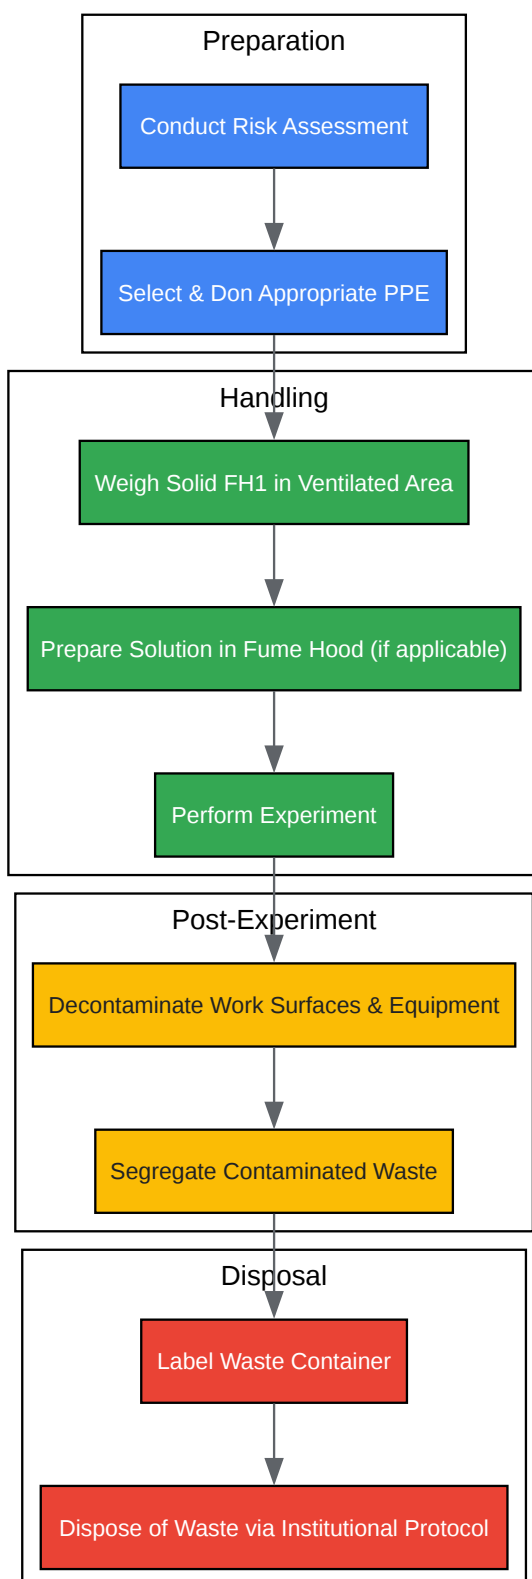 Preparation
Conduct Risk Assessment
Select & Don Appropriate PPE
Handling
Weigh Solid FH1 in Ventilated Area
Prepare Solution in Fume Hood (if applicable)
Perform Experiment
Post-Experiment
Decontaminate Work Surfaces & Equipment
Segregate Contaminated Waste
Disposal
Label Waste Container
Dispose of Waste via Institutional Protocol